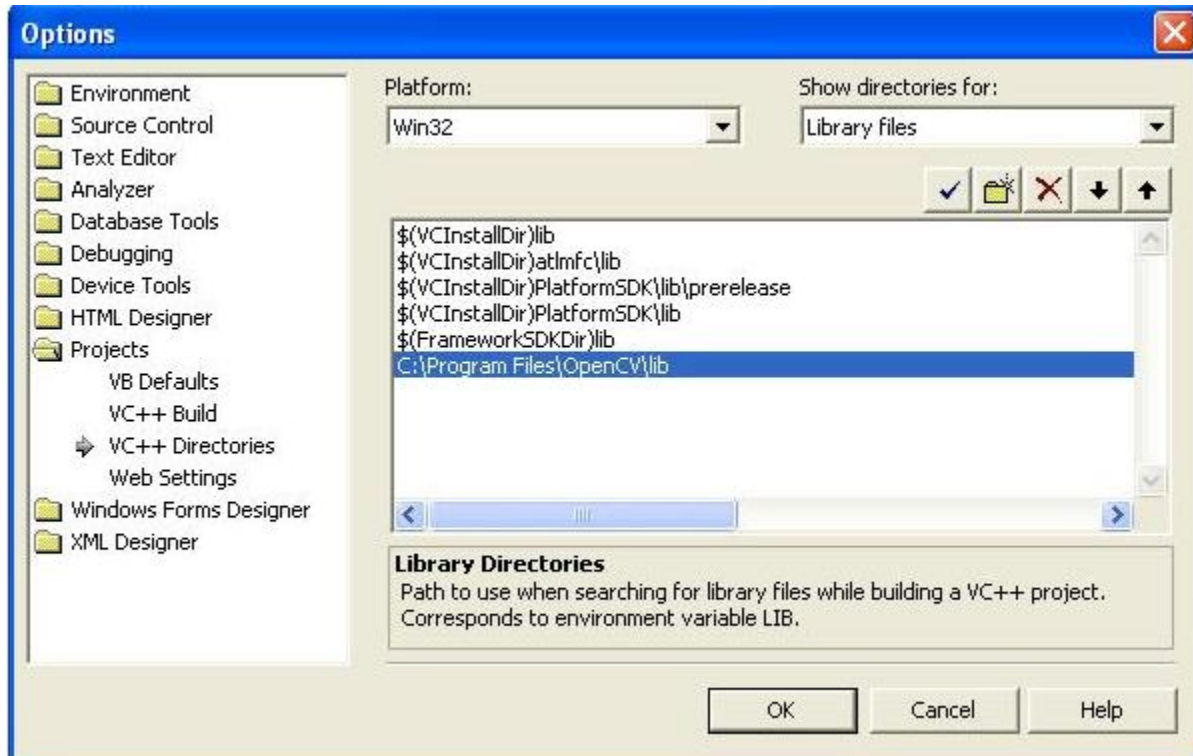 Options
Environment
Source Control
Text Editor
Analyzer
Database Tools
Debugging
Device Tools
HTML Designer
Projects
VB Defaults
VC++ Build
VC++ Directories
Web Settings
Windows Forms Designer
XML Designer
Platform:
Win32
Show directories for:
Library files
$(VCInstallDir)lib
$(VCInstallDir)atlmfc\lib
$(VCInstallDir)PlatformSDK\lib\prerelease
$(VCInstallDir)PlatformSDK\lib
$(FrameworkSDKDir)lib
C:\Program Files\OpenCV\lib
Library Directories
Path to use when searching for library files while building a VC++ project.
Corresponds to environment variable LIB.
OK
Cancel
Help